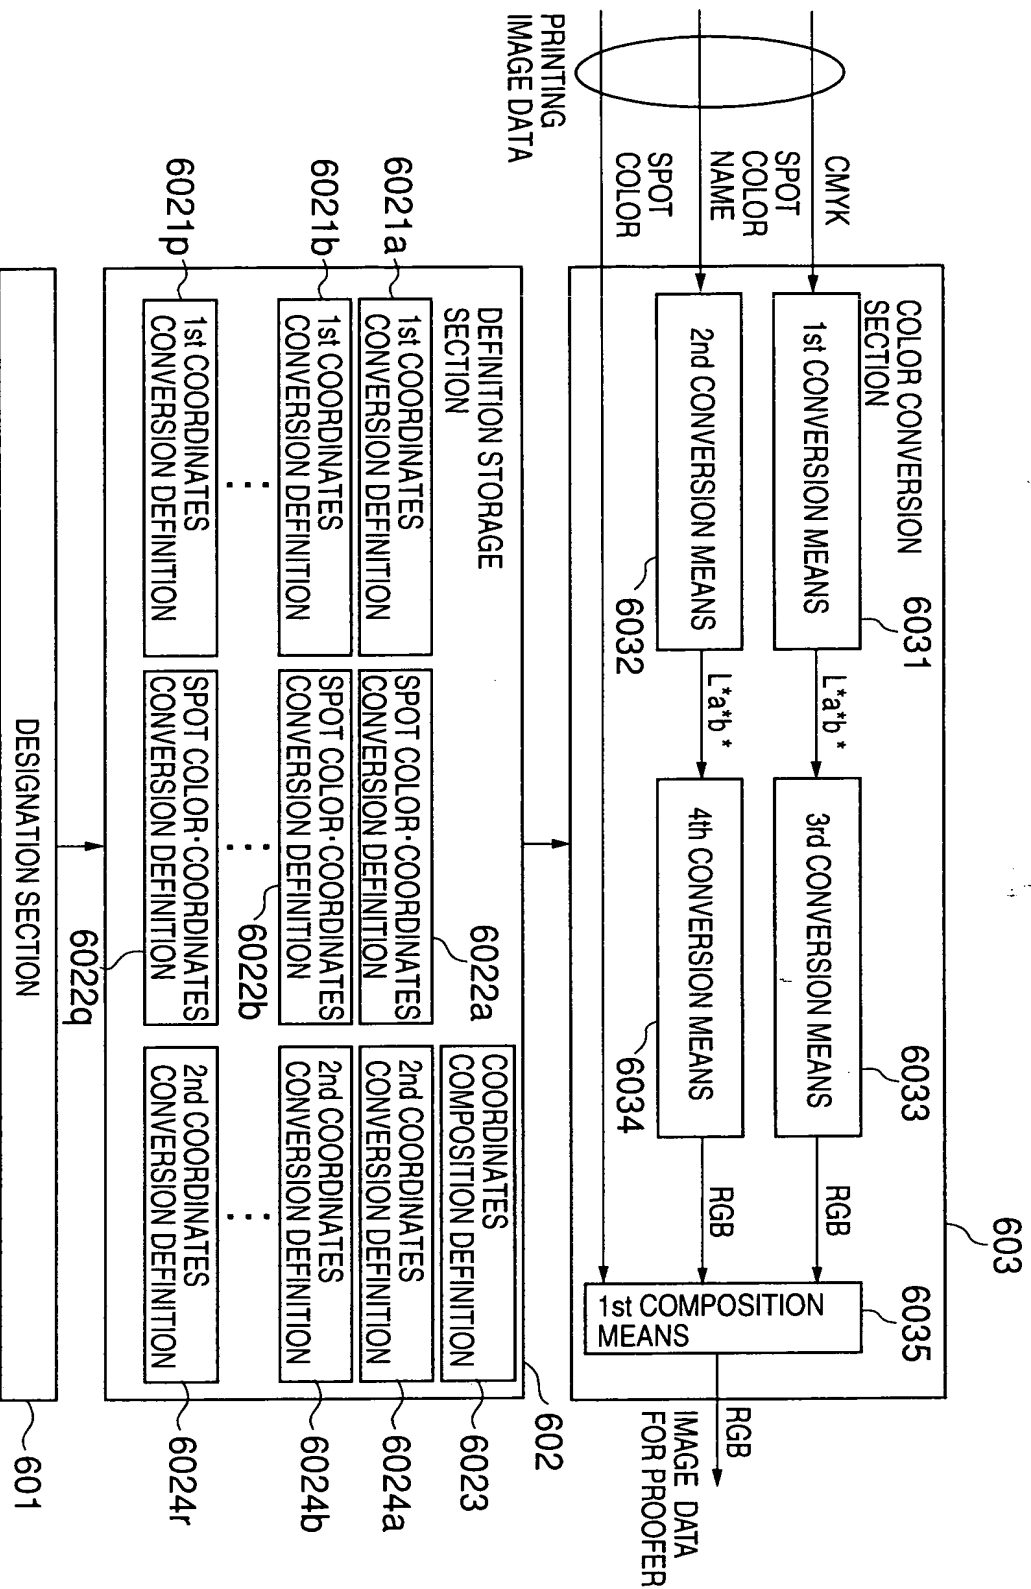 PRINTING
IMAGE DATA
CMYK
SPOT
COLOR
NAME
SPOT
COLOR
COLOR CONVERSION
SECTION
603
1st CONVERSION MEANS
6031
L*a*b*
3rd CONVERSION MEANS
6033
RGB
2nd CONVERSION MEANS
6032
L*a*b*
4th CONVERSION MEANS
6034
RGB
1st COMPOSITION
MEANS
6035
RGB
IMAGE DATA
FOR PROOFER
DEFINITION STORAGE
SECTION
602
COORDINATES
COMPOSITION DEFINITION
6023
6021a
1st COORDINATES
CONVERSION DEFINITION
SPOT COLOR·COORDINATES
CONVERSION DEFINITION
6022a
2nd COORDINATES
CONVERSION DEFINITION
6024a
6021b
1st COORDINATES
CONVERSION DEFINITION
SPOT COLOR·COORDINATES
CONVERSION DEFINITION
6022b
2nd COORDINATES
CONVERSION DEFINITION
6024b
6021p
1st COORDINATES
CONVERSION DEFINITION
SPOT COLOR·COORDINATES
CONVERSION DEFINITION
6022q
2nd COORDINATES
CONVERSION DEFINITION
6024r
DESIGNATION SECTION
601